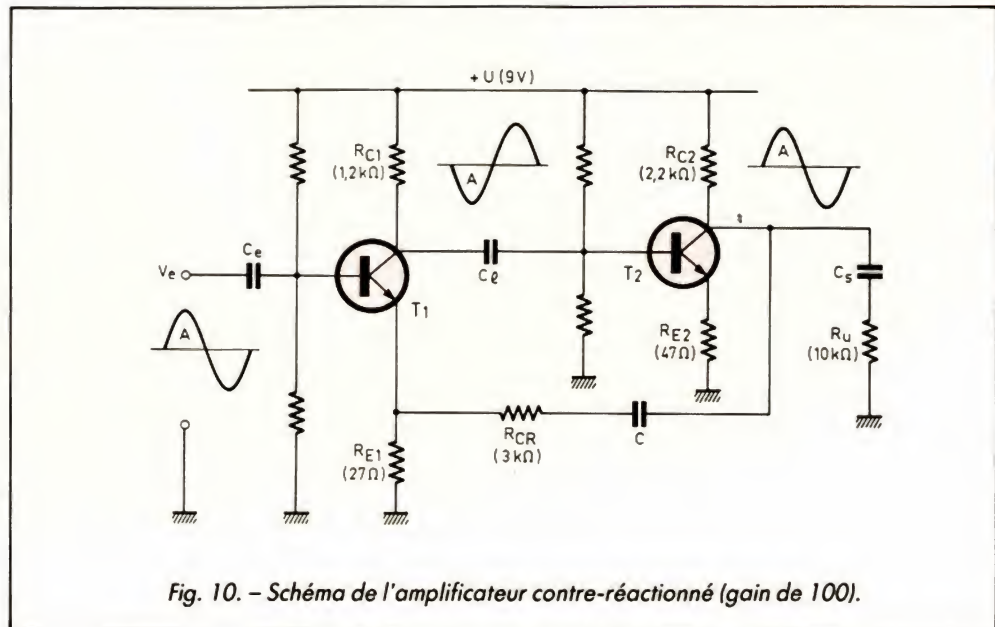 +U (9V)
RC1
(1,2kΩ)
A
RC2
(2,2kΩ)
A
Ce
Ve
A
T1
Cℓ
T2
Cs
RE2
(47Ω)
Ru
(10kΩ)
RCR
(3kΩ)
C
RE1
(27Ω)
Fig. 10. – Schéma de l'amplificateur contre-réactionné (gain de 100).